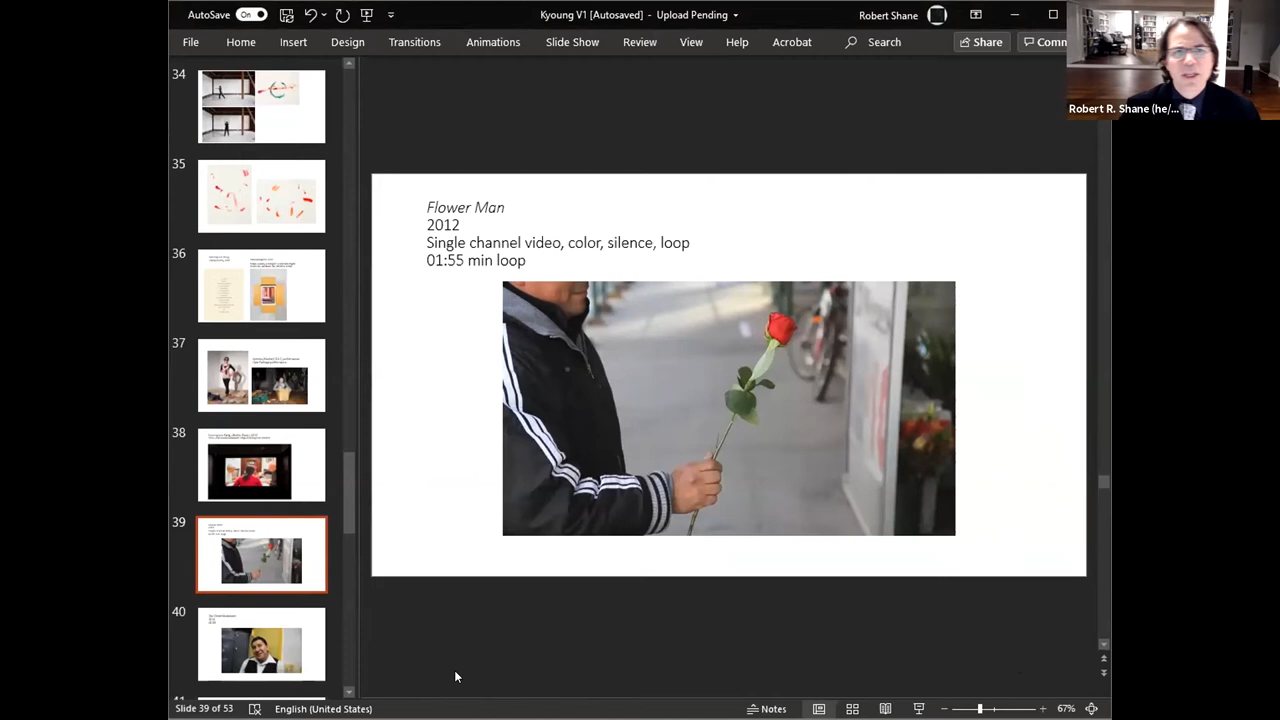 AutoSave On
Kyoung V1 [Autosaved] - Upload Pending
Robert Shane
File Home Insert Design Transitions Animations Slide Show Review View Help Acrobat Search Share Comm
Robert R. Shane (he/...
34
35
36
37
38
39
40
Flower Man
2012
Single channel video, color, silence, loop
01:55 min loop
Slide 39 of 53 English (United States) Notes 67%